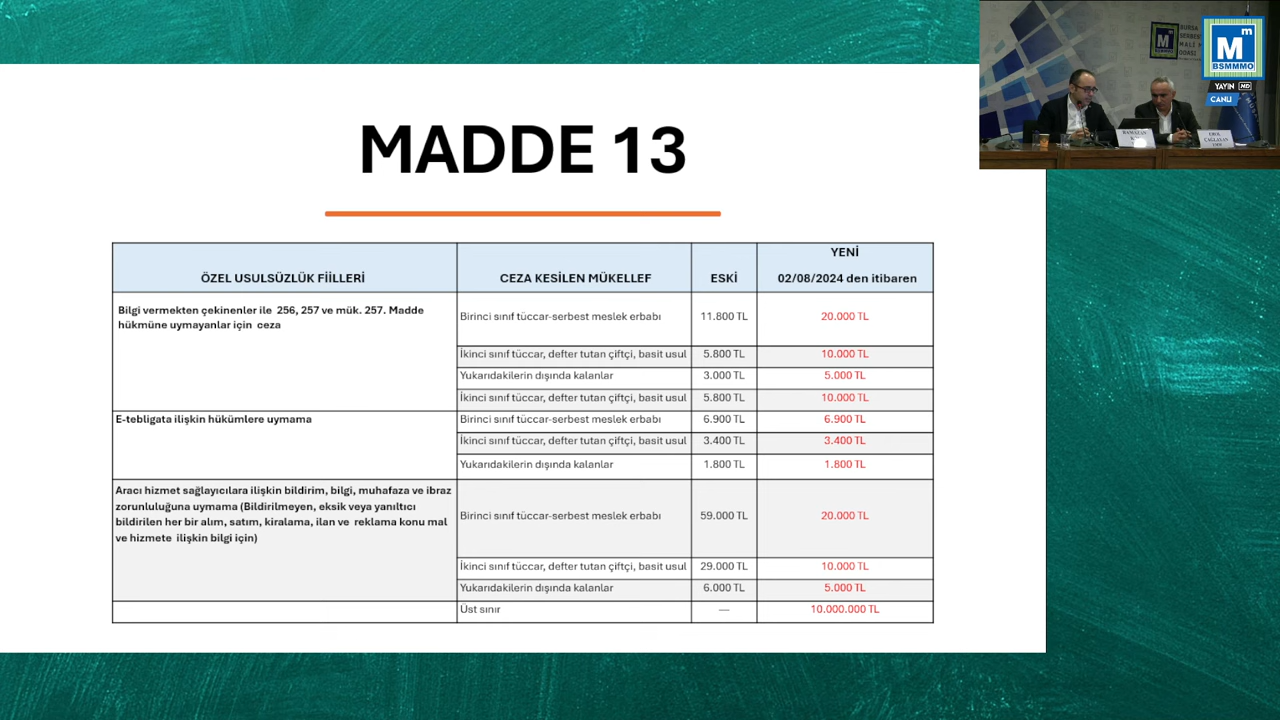 MADDE 13
ÖZEL USULSÜZLÜK FİİLLERİ
CEZA KESİLEN MÜKELLEF
ESKİ
YENİ
02/08/2024 den itibaren
Bilgi vermekten çekinenler ile 256, 257 ve mük. 257. Madde
hükmüne uymayanlar için ceza
Birinci sınıf tüccar-serbest meslek erbabı
11.800 TL
20.000 TL
İkinci sınıf tüccar, defter tutan çiftçi, basit usul
5.800 TL
10.000 TL
Yukarıdakilerin dışında kalanlar
3.000 TL
5.000 TL
İkinci sınıf tüccar, defter tutan çiftçi, basit usul
5.800 TL
10.000 TL
E-tebligata ilişkin hükümlere uymama
Birinci sınıf tüccar-serbest meslek erbabı
6.900 TL
6.900 TL
İkinci sınıf tüccar, defter tutan çiftçi, basit usul
3.400 TL
3.400 TL
Yukarıdakilerin dışında kalanlar
1.800 TL
1.800 TL
Aracı hizmet sağlayıcılara ilişkin bildirim, bilgi, muhafaza ve ibraz
zorunluluğuna uymama (Bildirilmeyen, eksik veya yanıltıcı
bildirilen her bir alım, satım, kiralama, ilan ve reklama konu mal
ve hizmete ilişkin bilgi için)
Birinci sınıf tüccar-serbest meslek erbabı
59.000 TL
20.000 TL
İkinci sınıf tüccar, defter tutan çiftçi, basit usul
29.000 TL
10.000 TL
Yukarıdakilerin dışında kalanlar
6.000 TL
5.000 TL
Üst sınır
—
10.000.000 TL
BURSA
SERBES
MALİ M
ODASI
Mm
BSMMMO
YAYIN HD
CANLI
RAMAZAN
EROL
ÇAĞLAYAN